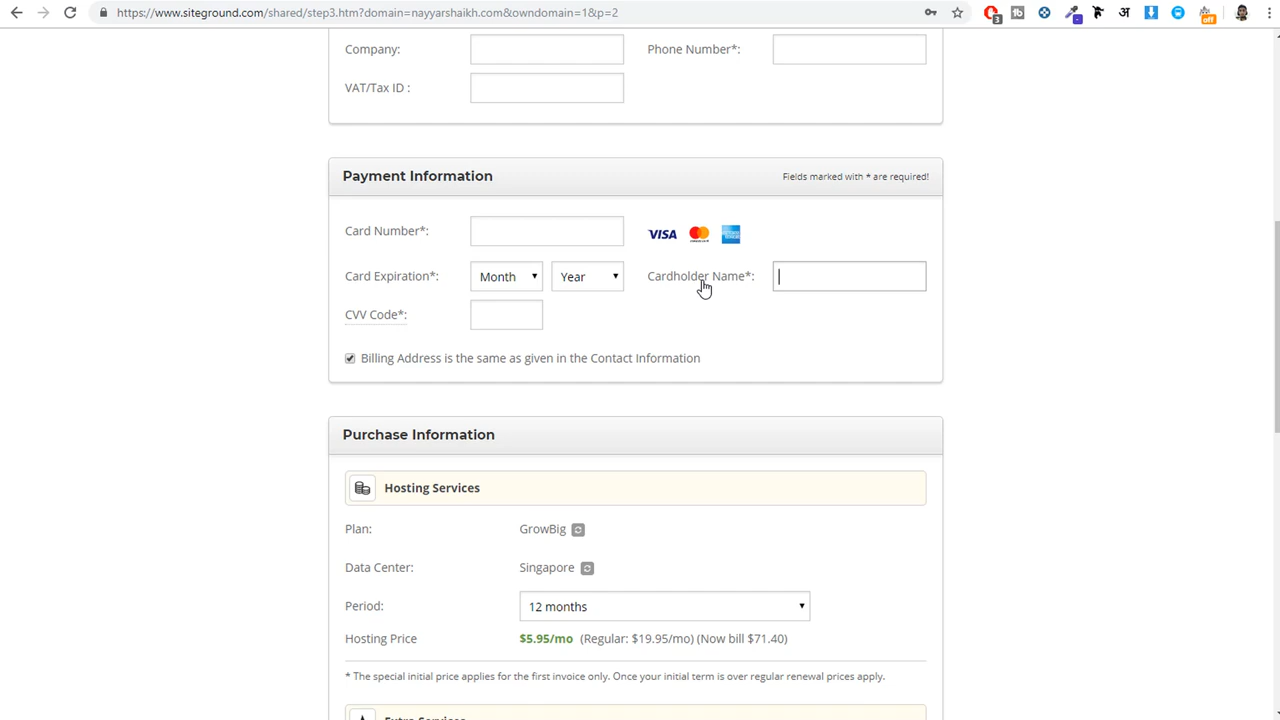 https://www.siteground.com/shared/step3.htm?domain=nayyarshaikh.com&owndomain=1&p=2
3
अ
off
Company:
Phone Number*:
VAT/Tax ID :
Payment Information
Fields marked with * are required!
Card Number*:
VISA
Card Expiration*:
Month
Year
Cardholder Name*:
CVV Code*:
Billing Address is the same as given in the Contact Information
Purchase Information
Hosting Services
Plan:
GrowBig
Data Center:
Singapore
Period:
12 months
Hosting Price
$5.95/mo (Regular: $19.95/mo) (Now bill $71.40)
* The special initial price applies for the first invoice only. Once your initial term is over regular renewal prices apply.
Extra Services